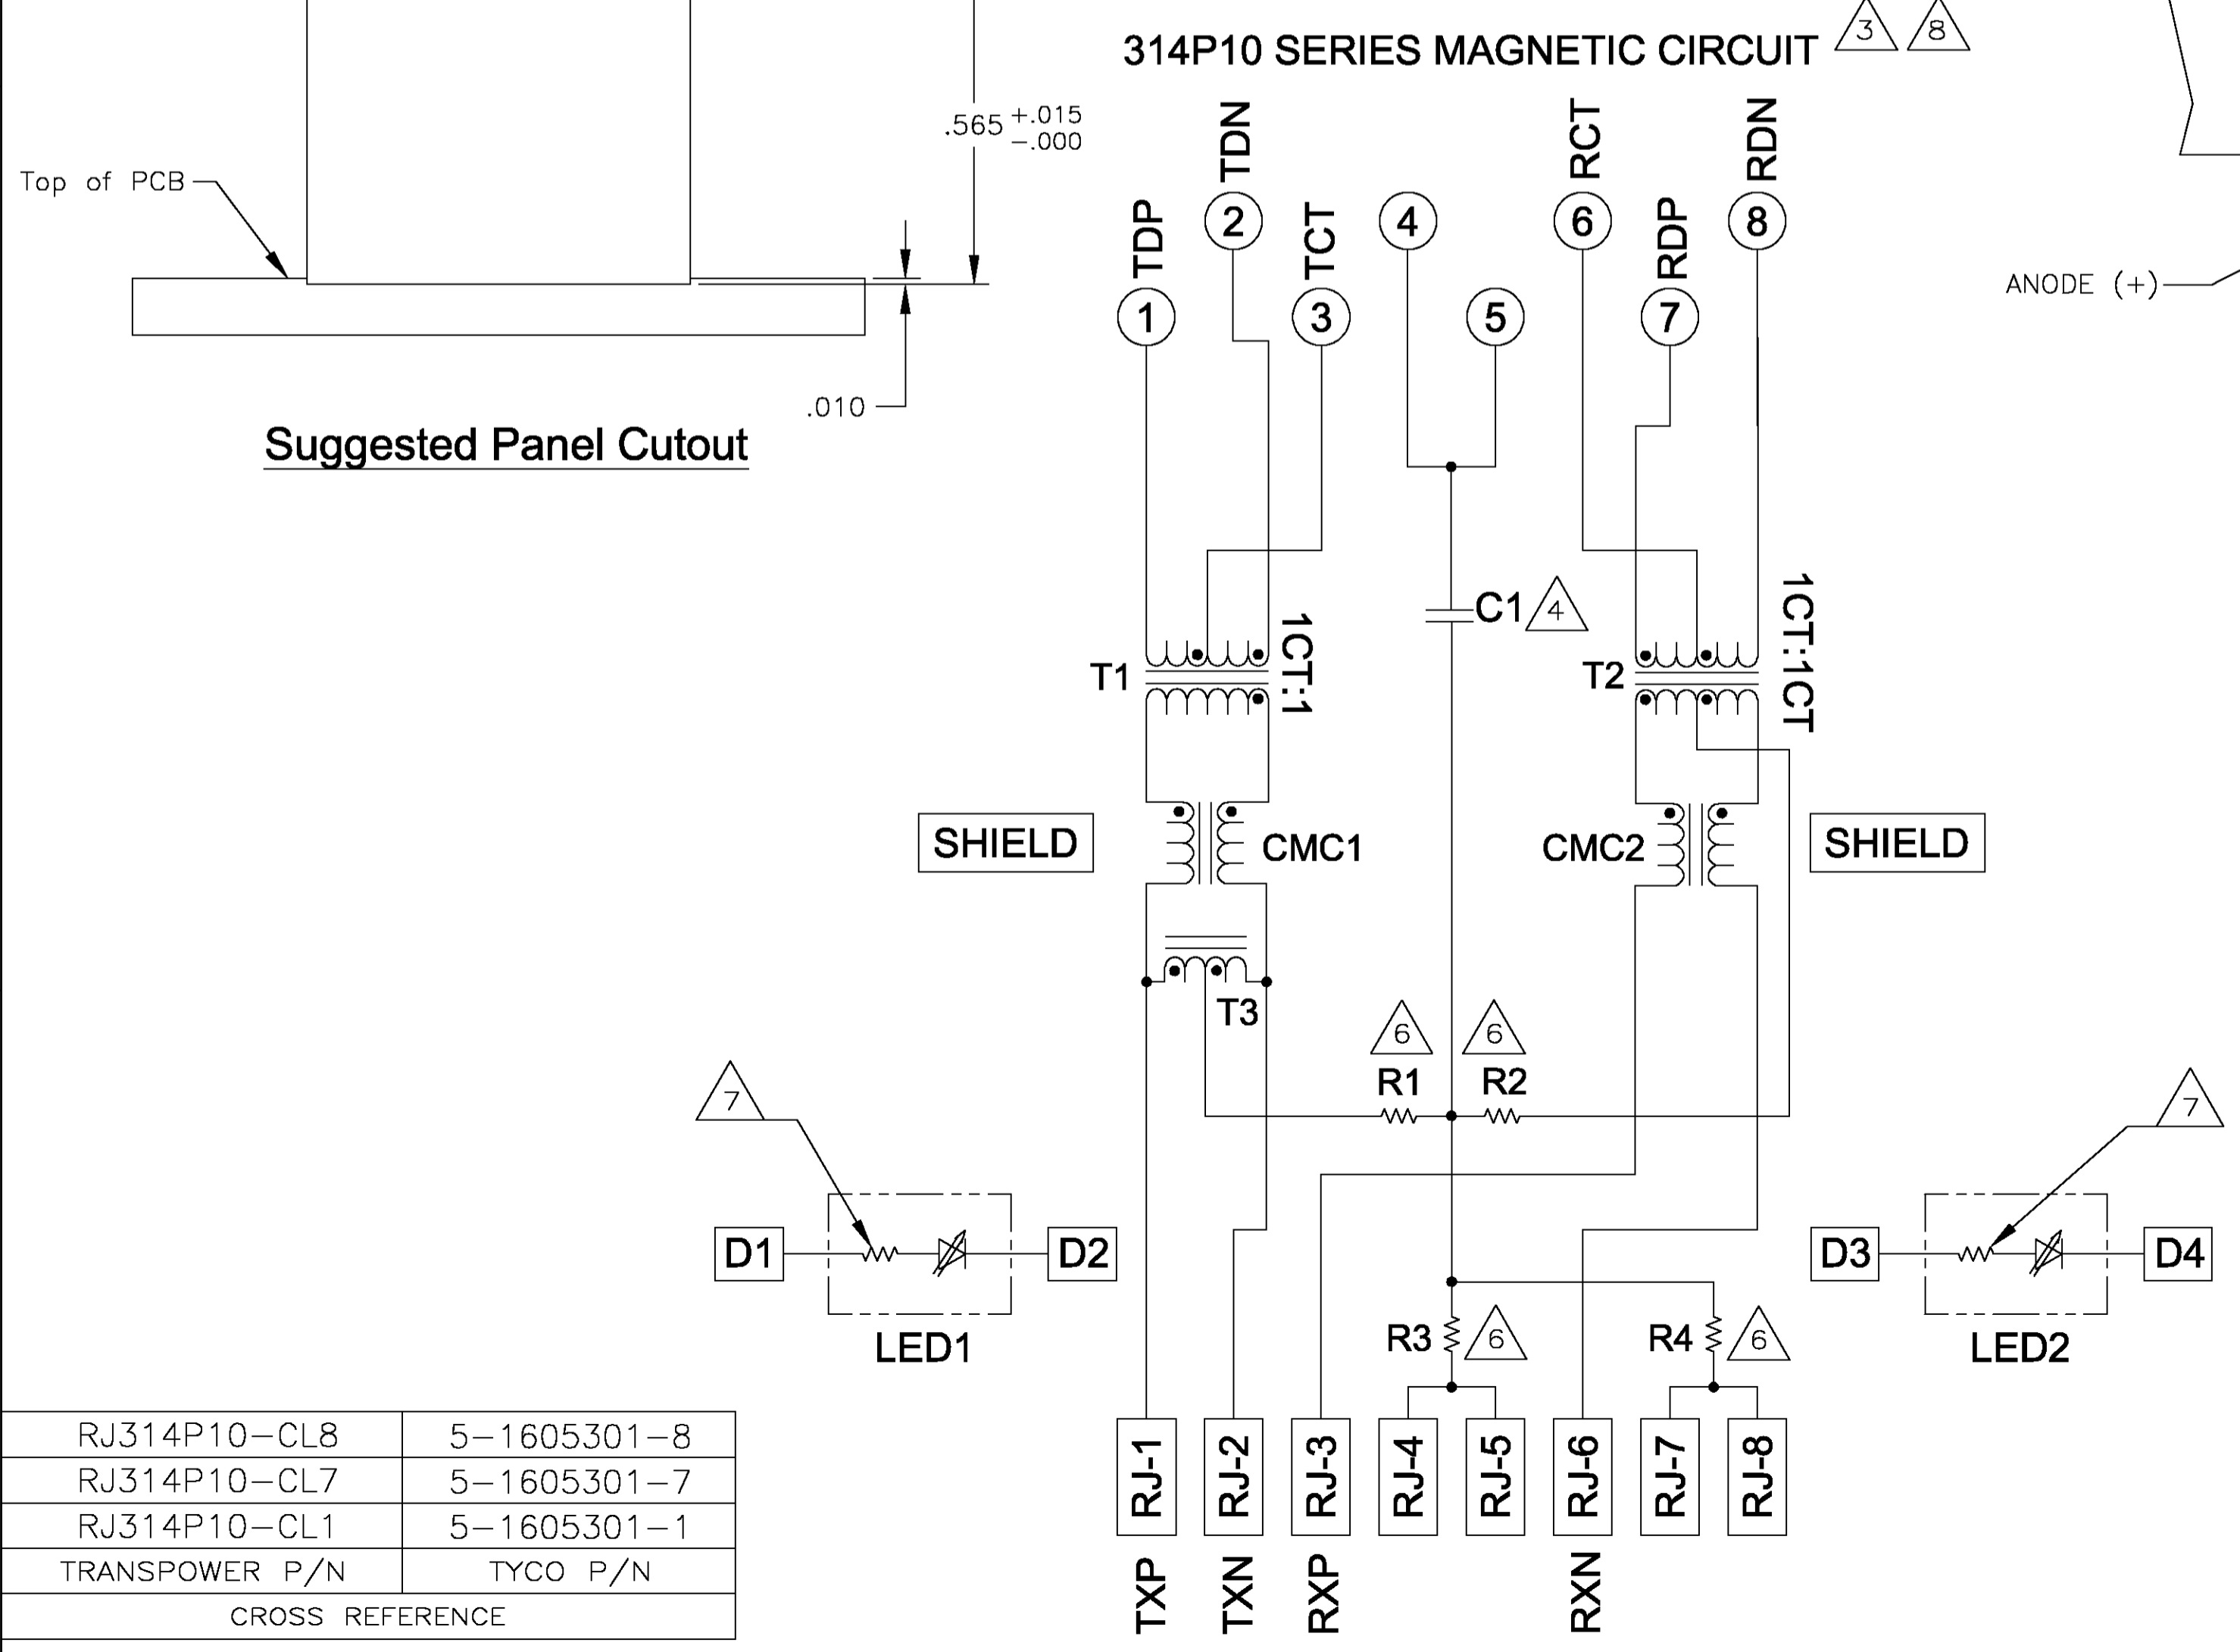 314P10 SERIES MAGNETIC CIRCUIT
3
8
.565 +.015
-.000
Top of PCB
.010
Suggested Panel Cutout
ANODE (+)
TDP
TDN
TCT
RCT
RDP
RDN
1
2
3
4
5
6
7
8
C1
4
T1
1CT:1
T2
1CT:1CT
SHIELD
CMC1
CMC2
SHIELD
T3
6
6
R1
R2
7
7
D1
D2
LED1
D3
D4
LED2
R3
6
R4
6
RJ-1
RJ-2
RJ-3
RJ-4
RJ-5
RJ-6
RJ-7
RJ-8
TXP
TXN
RXP
RXN
RJ314P10-CL8 5-1605301-8
RJ314P10-CL7 5-1605301-7
RJ314P10-CL1 5-1605301-1
TRANSPOWER P/N TYCO P/N
CROSS REFERENCE